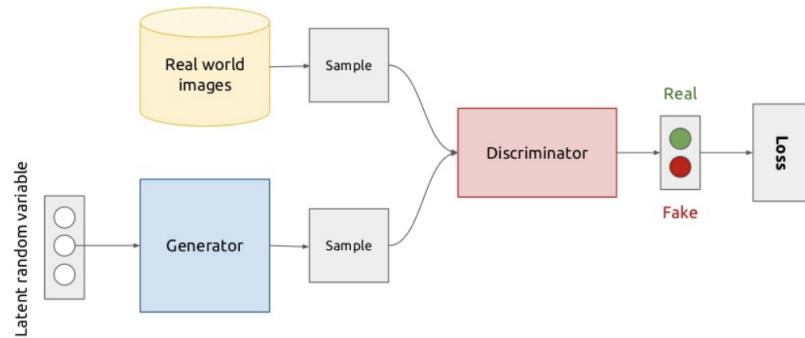 Real world
images
Sample
Real
Discriminator
Loss
Fake
Latent random variable
Generator
Sample